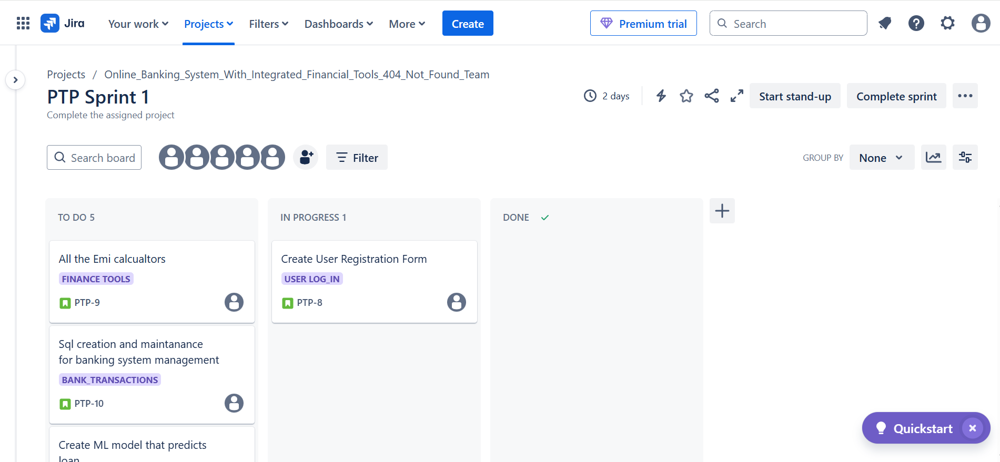 Jira
Your work
Projects
Filters
Dashboards
More
Create
Premium trial
Search
Projects / Online_Banking_System_With_Integrated_Financial_Tools_404_Not_Found_Team
PTP Sprint 1
Complete the assigned project
2 days
Start stand-up
Complete sprint
Search board
Filter
GROUP BY
None
TO DO 5
All the Emi calcualtors
FINANCE TOOLS
PTP-9
Sql creation and maintanance
for banking system management
BANK_TRANSACTIONS
PTP-10
Create ML model that predicts
loan
IN PROGRESS 1
Create User Registration Form
USER LOG_IN
PTP-8
DONE
Quickstart